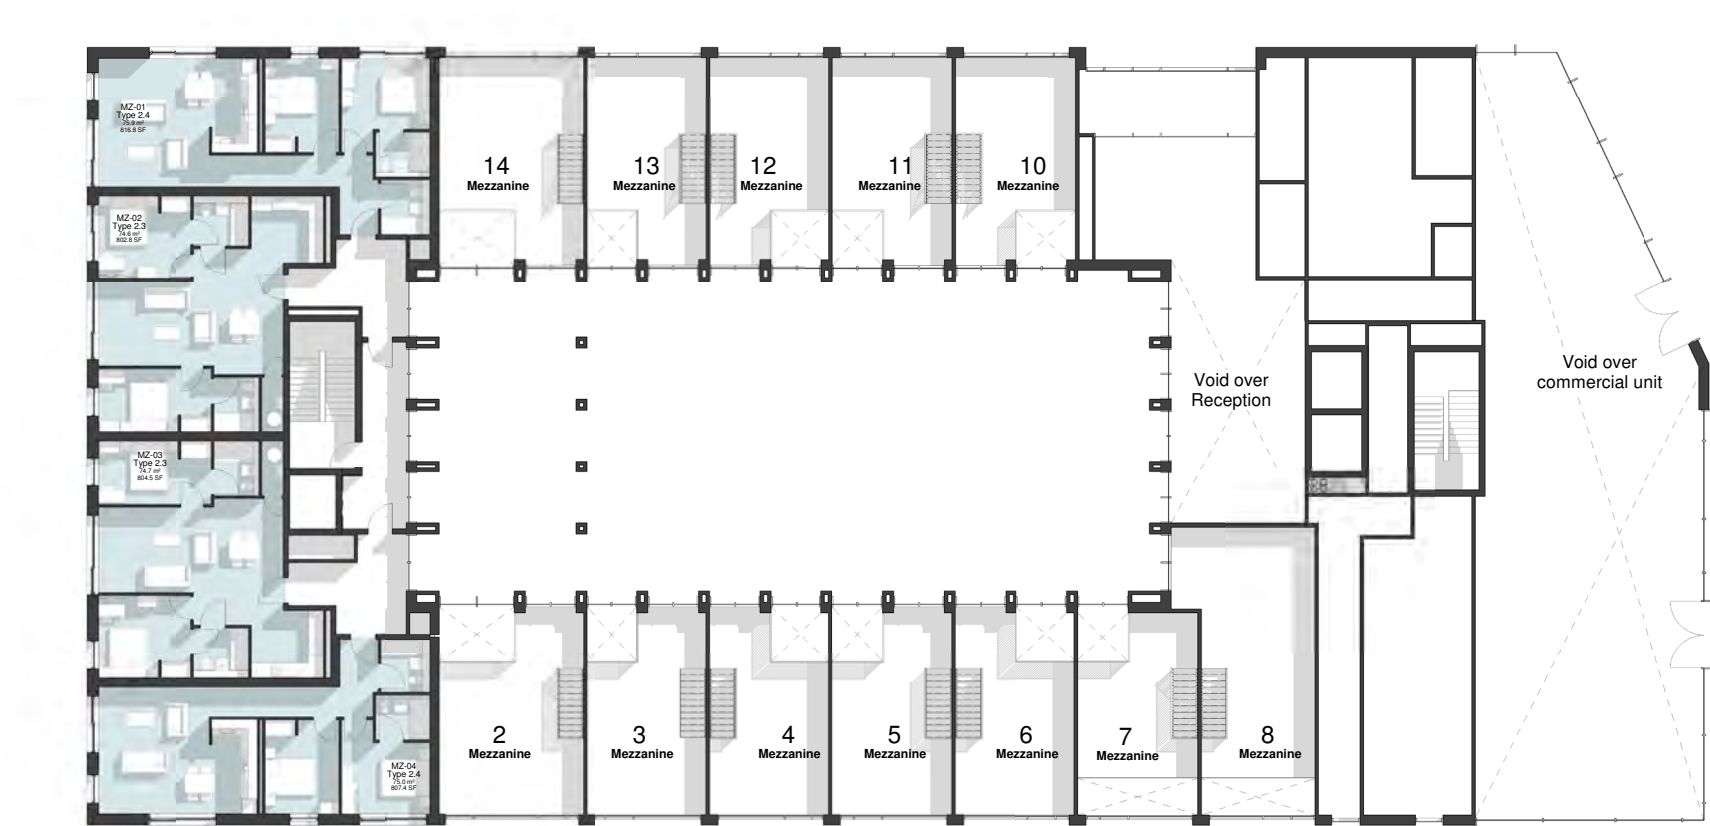 MZ-01
Type 2.4
75.9 m²
816.8 SF
14
Mezzanine
13
Mezzanine
12
Mezzanine
11
Mezzanine
10
Mezzanine
MZ-02
Type 2.3
74.6 m²
802.8 SF
Void over
Reception
Void over
commercial unit
MZ-03
Type 2.3
74.7 m²
804.5 SF
2
Mezzanine
3
Mezzanine
4
Mezzanine
5
Mezzanine
6
Mezzanine
7
Mezzanine
8
Mezzanine
MZ-04
Type 2.4
75.0 m²
807.4 SF